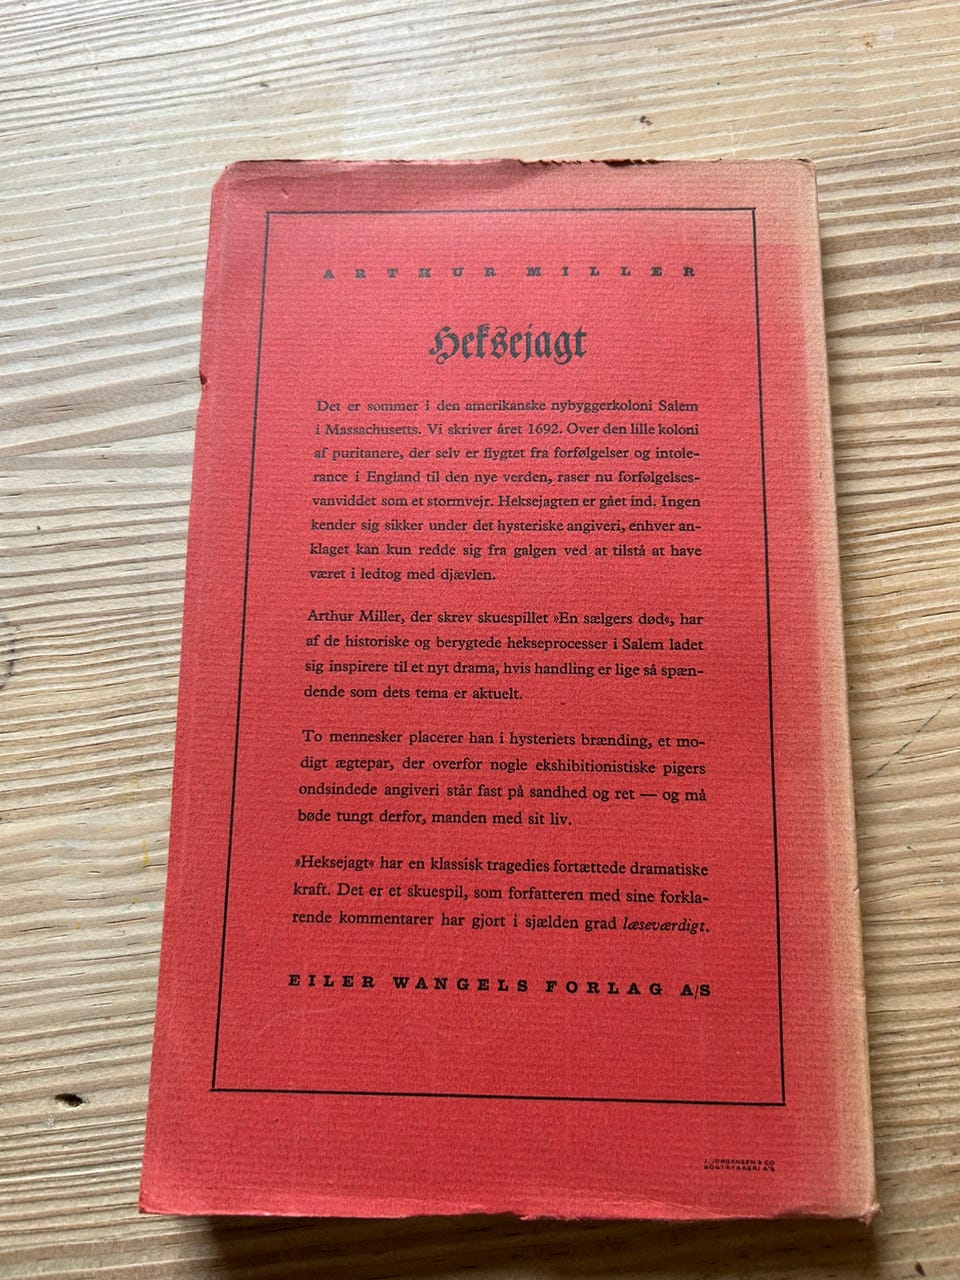 ARTHUR MILLER
Heksejagt
Det er sommer i den amerikanske nybyggerkoloni Salem
i Massachusetts. Vi skriver året 1692. Over den lille koloni
af puritanere, der selv er flygtet fra forfølgelser og intole-
rance i England til den nye verden, raser nu forfølgelses-
vanviddet som et stormvejr. Heksejagten er gået ind. Ingen
kender sig sikker under det hysteriske angiveri, enhver an-
klaget kan kun redde sig fra galgen ved at tilstå at have
været i ledtog med djævlen.
Arthur Miller, der skrev skuespillet »En sælgers død«, har
af de historiske og berygtede hekseprocesser i Salem ladet
sig inspirere til et nyt drama, hvis handling er lige så spæn-
dende som dets tema er aktuelt.
To mennesker placerer han i hysteriets brænding, et mo-
digt ægtepar, der overfor nogle ekshibitionistiske pigers
ondsindede angiveri står fast på sandhed og ret — og må
bøde tungt derfor, manden med sit liv.
»Heksejagt« har en klassisk tragedies fortættede dramatiske
kraft. Det er et skuespil, som forfatteren med sine forkla-
rende kommentarer har gjort i sjælden grad læseværdigt.
EILER WANGELS FORLAG A/S
J. JØRGENSEN & CO
BOGTRYKKERI A/S